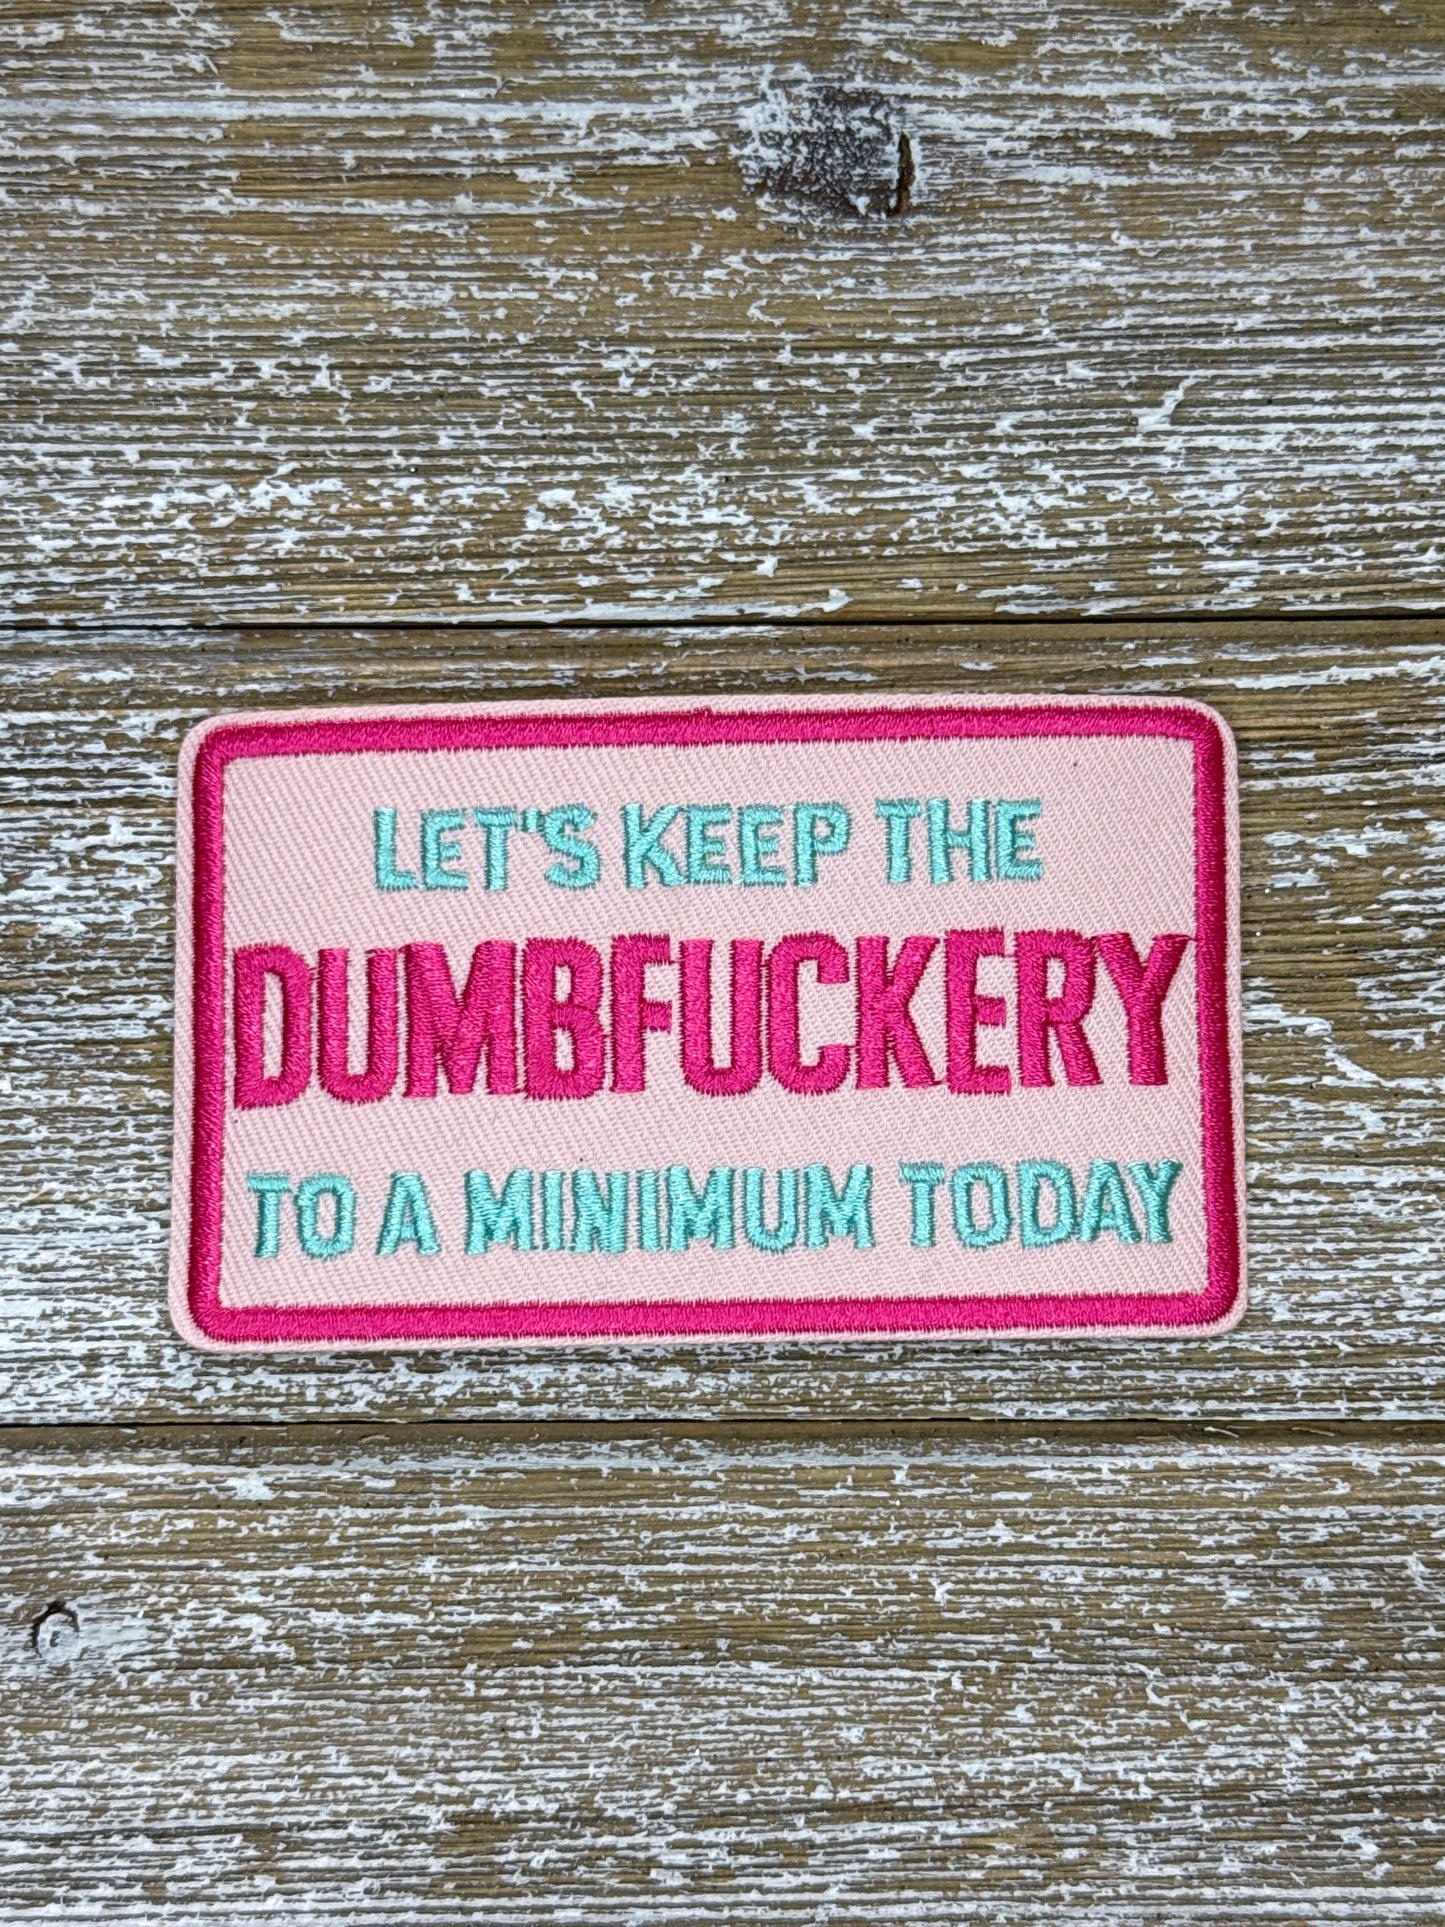 LET'S KEEP THE
DUMBFUCKERY
TO A MINIMUM TODAY